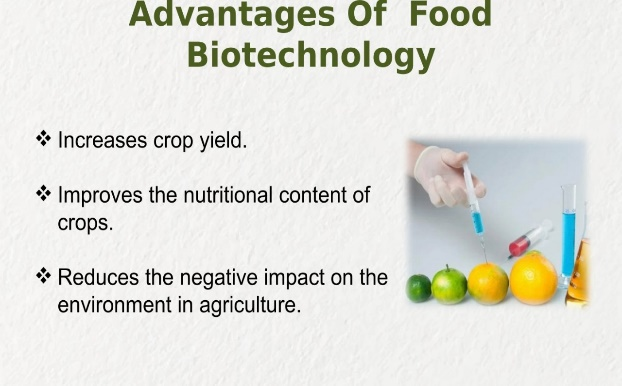 Advantages Of  Food
Biotechnology
❖ Increases crop yield.
❖ Improves the nutritional content of
crops.
❖ Reduces the negative impact on the
environment in agriculture.